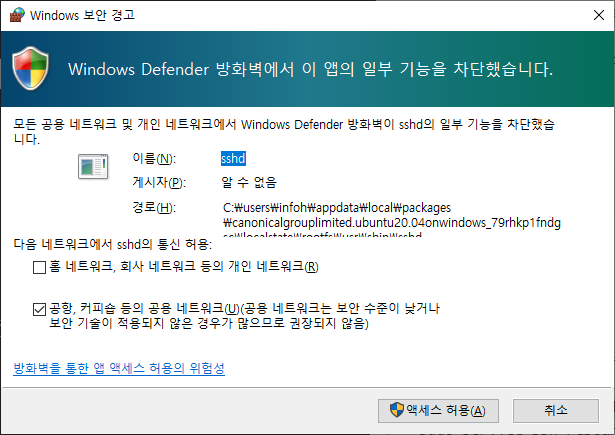 Windows 보안 경고
Windows Defender 방화벽에서 이 앱의 일부 기능을 차단했습니다.
모든 공용 네트워크 및 개인 네트워크에서 Windows Defender 방화벽이 sshd의 일부 기능을 차단했습
니다.
이름(N): sshd
게시자(P): 알 수 없음
경로(H): C:₩users₩infoh₩appdata₩local₩packages
₩canonicalgrouplimited.ubuntu20.04onwindows_79rhkp1fndg
sc₩localstate₩rootfs₩usr₩sbin₩sshd
다음 네트워크에서 sshd의 통신 허용:
홈 네트워크, 회사 네트워크 등의 개인 네트워크(R)
공항, 커피숍 등의 공용 네트워크(U)(공용 네트워크는 보안 수준이 낮거나
보안 기술이 적용되지 않은 경우가 많으므로 권장되지 않음)
방화벽을 통한 앱 액세스 허용의 위험성
액세스 허용(A) 취소